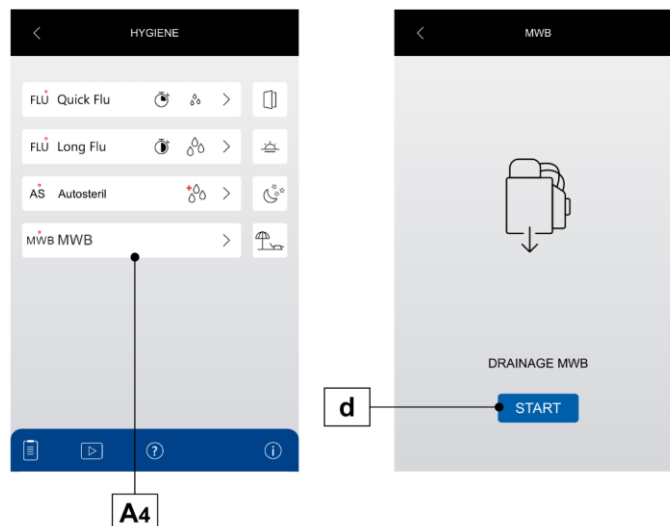 HYGIENE
FLU Quick Flu
FLU Long Flu
AS Autosteril
MWB MWB
A4
MWB
DRAINAGE MWB
START
d